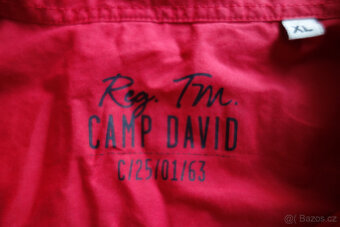 XL
Reg. TM.
CAMP DAVID
C/25/01/63
Bazos.cz